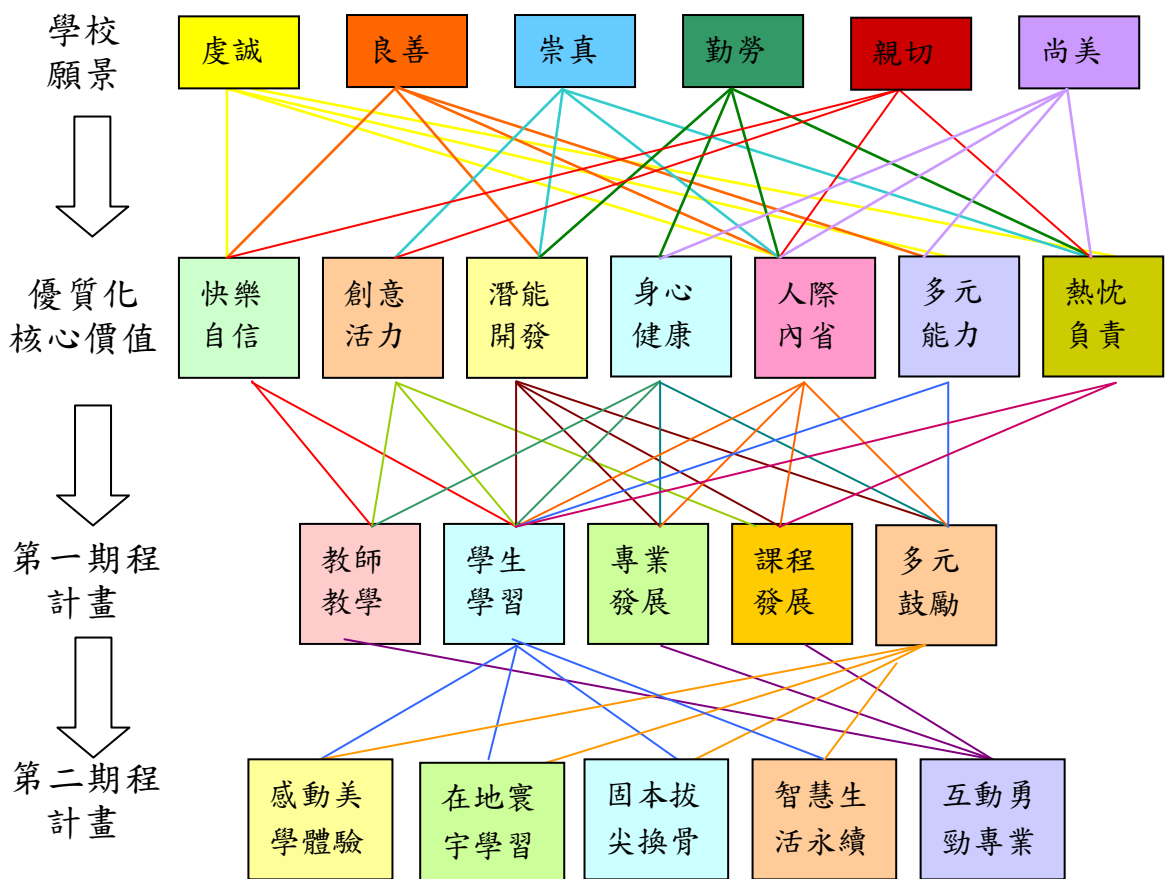 學校
願景
虔誠
良善
崇真
勤勞
親切
尚美
優質化
核心價值
快樂
自信
創意
活力
潛能
開發
身心
健康
人際
內省
多元
能力
熱忱
負責
第一期程
計畫
教師
教學
學生
學習
專業
發展
課程
發展
多元
鼓勵
第二期程
計畫
感動美
學體驗
在地寰
宇學習
固本拔
尖換骨
智慧生
活永續
互動勇
勁專業